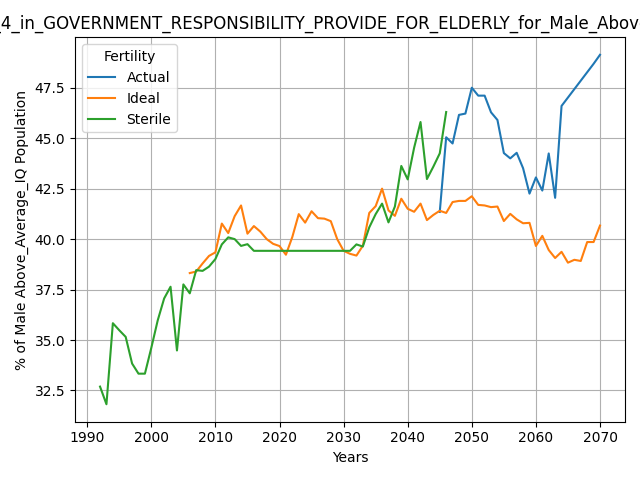 _4_in_GOVERNMENT_RESPONSIBILITY_PROVIDE_FOR_ELDERLY_for_Male_Above
Fertility
Actual
Ideal
Sterile
% of Male Above_Average_IQ Population
47.5
45.0
42.5
40.0
37.5
35.0
32.5
1990 2000 2010 2020 2030 2040 2050 2060 2070
Years